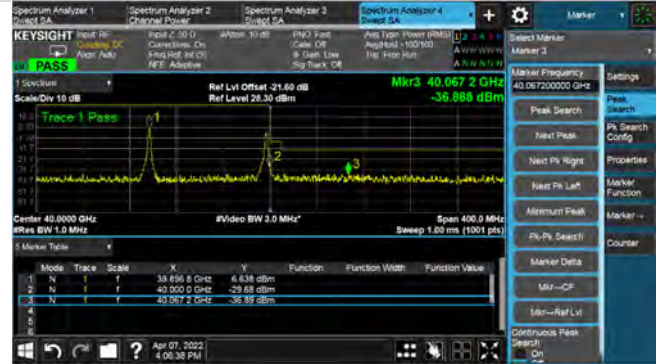 Spectrum Analyzer 1
Swept SA
Spectrum Analyzer 2
Channel Power
Spectrum Analyzer 3
Swept SA
Spectrum Analyzer 4
Swept SA
Marker
KEYSIGHT
Input: RF
Coupling: DC
Align: Auto
Input Z: 50 Ω
Corrections: On
Freq Ref: Int (S)
NFE: Adaptive
#Atten: 10 dB
PNO: Fast
Gate: Off
IF Gain: Low
Sig Track: Off
Avg Type: Power (RMS)
Avg|Hold: >100/100
Trig: Free Run
PASS
Select Marker
Marker 3
1 Spectrum
Scale/Div 10 dB
Ref Lvl Offset -21.60 dB
Ref Level 28.30 dBm
Mkr3 40.067 2 GHz
-36.888 dBm
Trace 1 Pass
1
2
3
Center 40.0000 GHz
#Res BW 1.0 MHz
#Video BW 3.0 MHz*
Span 400.0 MHz
Sweep 1.00 ms (1001 pts)
5 Marker Table
Mode Trace Scale X Y Function Function Width Function Value
1 N 1 f 39.896 8 GHz 6.638 dBm
2 N 1 f 40.000 0 GHz -29.68 dBm
3 N 1 f 40.067 2 GHz -36.89 dBm
4
5
6
Apr 07, 2022
4:06:38 PM
Marker Frequency
40.067200000 GHz
Peak Search
Next Peak
Next Pk Right
Next Pk Left
Minimum Peak
Pk-Pk Search
Marker Delta
Mkr→CF
Mkr→Ref Lvl
Continuous Peak
Search
On
Off
Settings
Peak
Search
Pk Search
Config
Properties
Marker
Function
Marker→
Counter